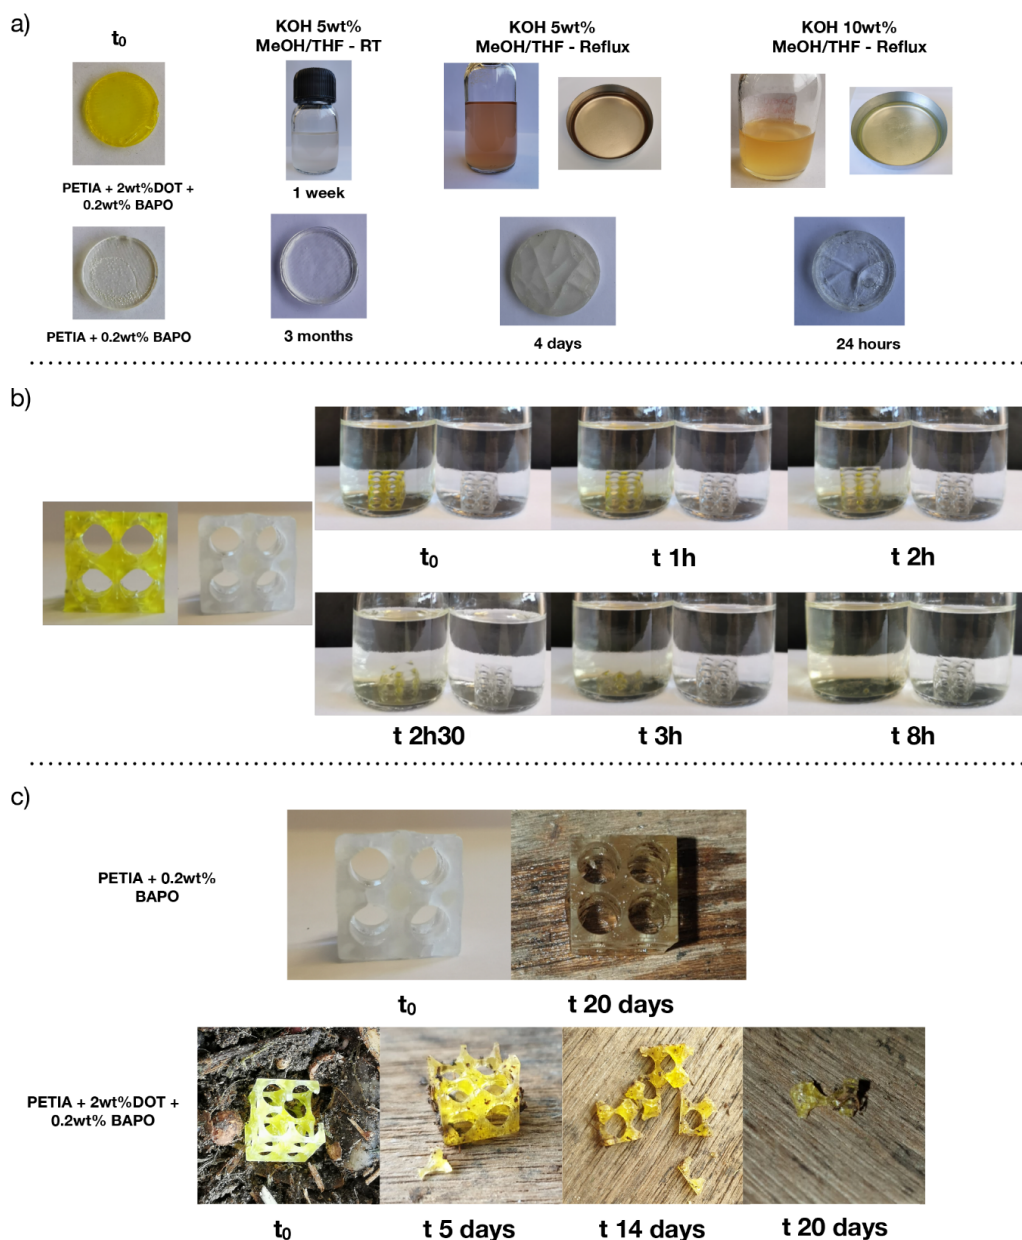 a)
t₀
KOH 5wt%
MeOH/THF - RT
KOH 5wt%
MeOH/THF - Reflux
KOH 10wt%
MeOH/THF - Reflux
PETIA + 2wt%DOT +
0.2wt% BAPO
1 week
PETIA + 0.2wt% BAPO
3 months
4 days
24 hours
b)
t₀
t 1h
t 2h
t 2h30
t 3h
t 8h
c)
PETIA + 0.2wt%
BAPO
t₀
t 20 days
PETIA + 2wt%DOT +
0.2wt% BAPO
t₀
t 5 days
t 14 days
t 20 days